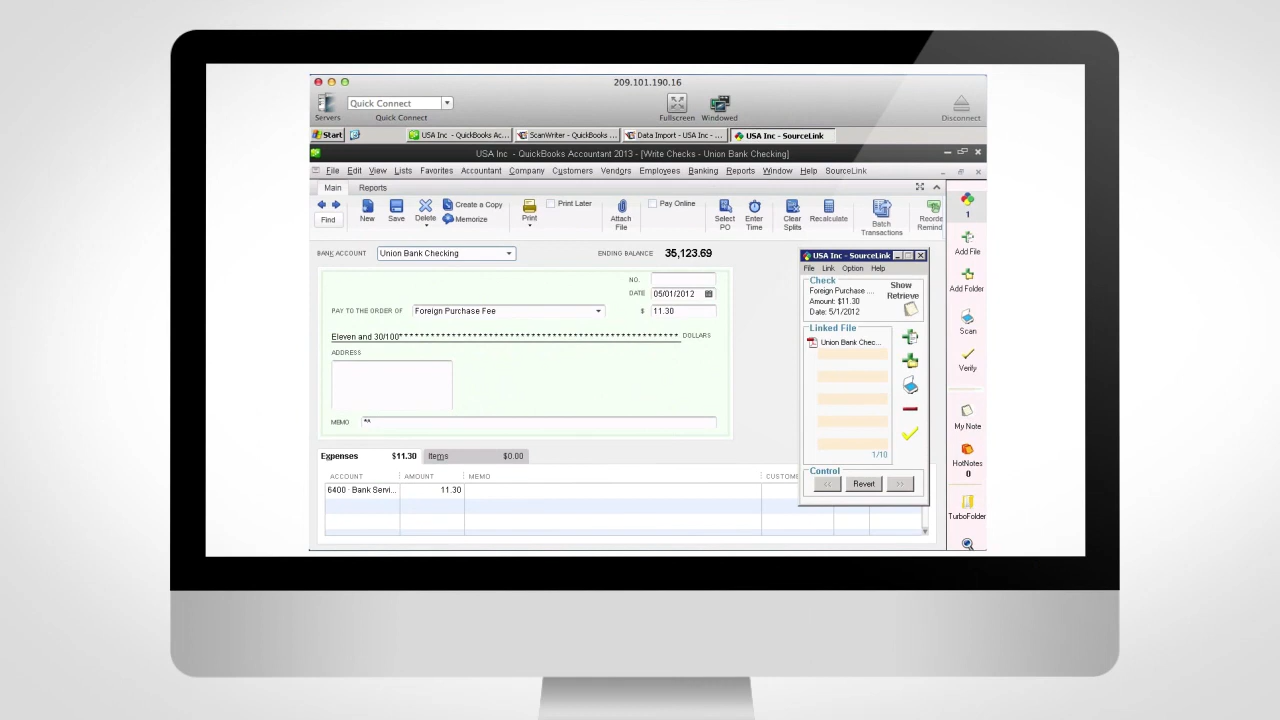 209.101.190.16
Quick Connect
Servers Quick Connect Fullscreen Windowed Disconnect
Start USA Inc - QuickBooks Ac... ScanWriter - QuickBooks ... Data Import - USA Inc - ... USA Inc - SourceLink
USA Inc - QuickBooks Accountant 2013 - [Write Checks - Union Bank Checking]
File Edit View Lists Favorites Accountant Company Customers Vendors Employees Banking Reports Window Help SourceLink
Main Reports
Find New Save Delete Create a Copy Memorize Print Print Later Attach File Pay Online Select PO Enter Time Clear Splits Recalculate Batch Transactions Reorde Remind
BANK ACCOUNT Union Bank Checking ENDING BALANCE 35,123.69
NO.
DATE 05/01/2012
PAY TO THE ORDER OF Foreign Purchase Fee $ 11.30
Eleven and 30/100* * * * * * * * * * * * * * * * * * * * * * * * * * * * * * * * * * * * * * * * * * * * * * * * * * * * DOLLARS
ADDRESS
MEMO *^
Expenses $11.30 Items $0.00
ACCOUNT AMOUNT MEMO CUSTOME
6400 · Bank Servi... 11.30
USA Inc - SourceLink
File Link Option Help
Check
Foreign Purchase ...
Amount: $11.30
Date: 5/1/2012
Show
Retrieve
Linked File
Union Bank Chec...
1/10
Control
<< Revert >>
1
Add File
Add Folder
Scan
Verify
My Note
HotNotes
0
TurboFolder